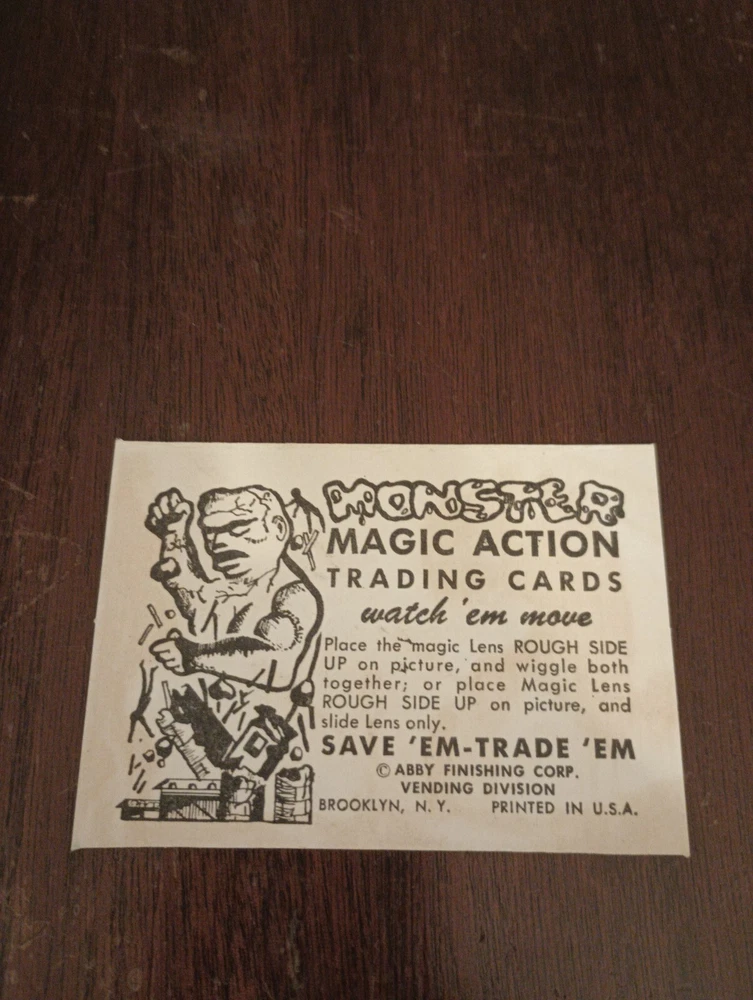 MONSTER
MAGIC ACTION
TRADING CARDS
watch 'em move
Place the magic Lens ROUGH SIDE
UP on picture, and wiggle both
together; or place Magic Lens
ROUGH SIDE UP on picture, and
slide Lens only.
SAVE 'EM-TRADE 'EM
© ABBY FINISHING CORP.
VENDING DIVISION
BROOKLYN, N. Y. PRINTED IN U.S.A.